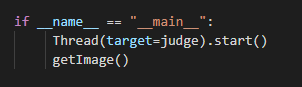 if __name__ == "__main__":
    Thread(target=judge).start()
    getImage()